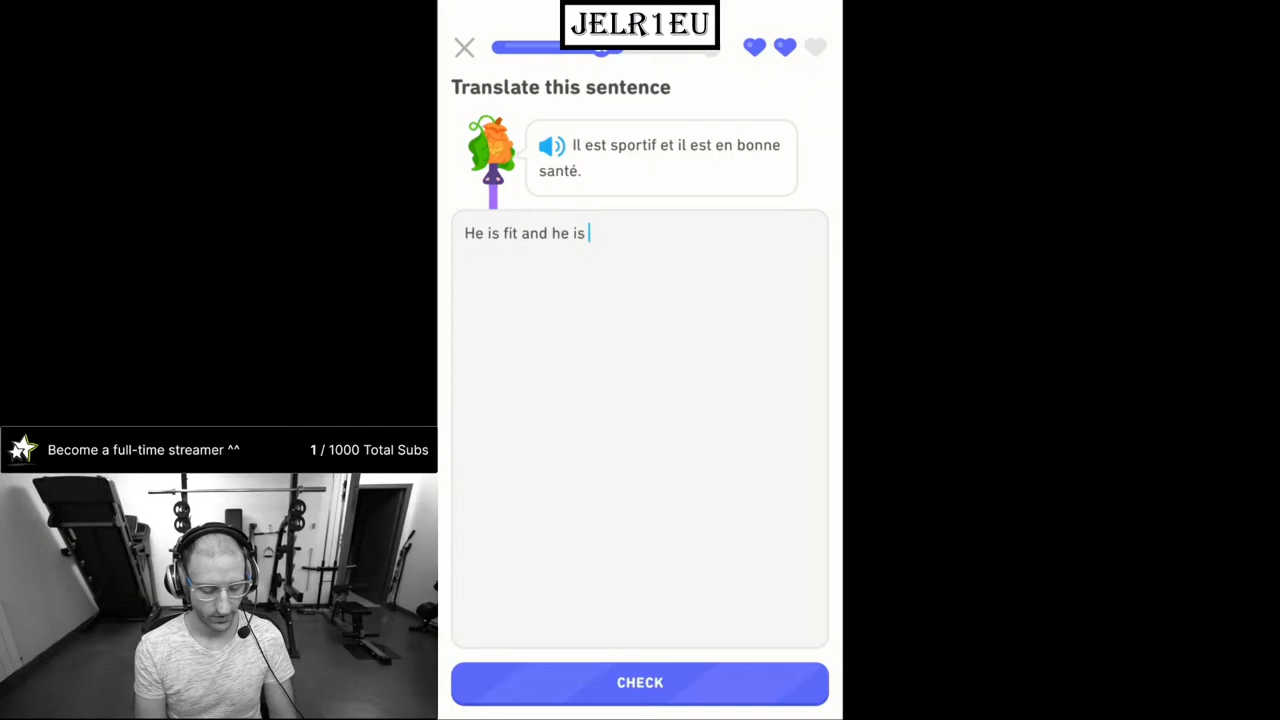 JELR1EU
Translate this sentence
Il est sportif et il est en bonne
santé.
He is fit and he is
Become a full-time streamer ^^ 1 / 1000 Total Subs
CHECK